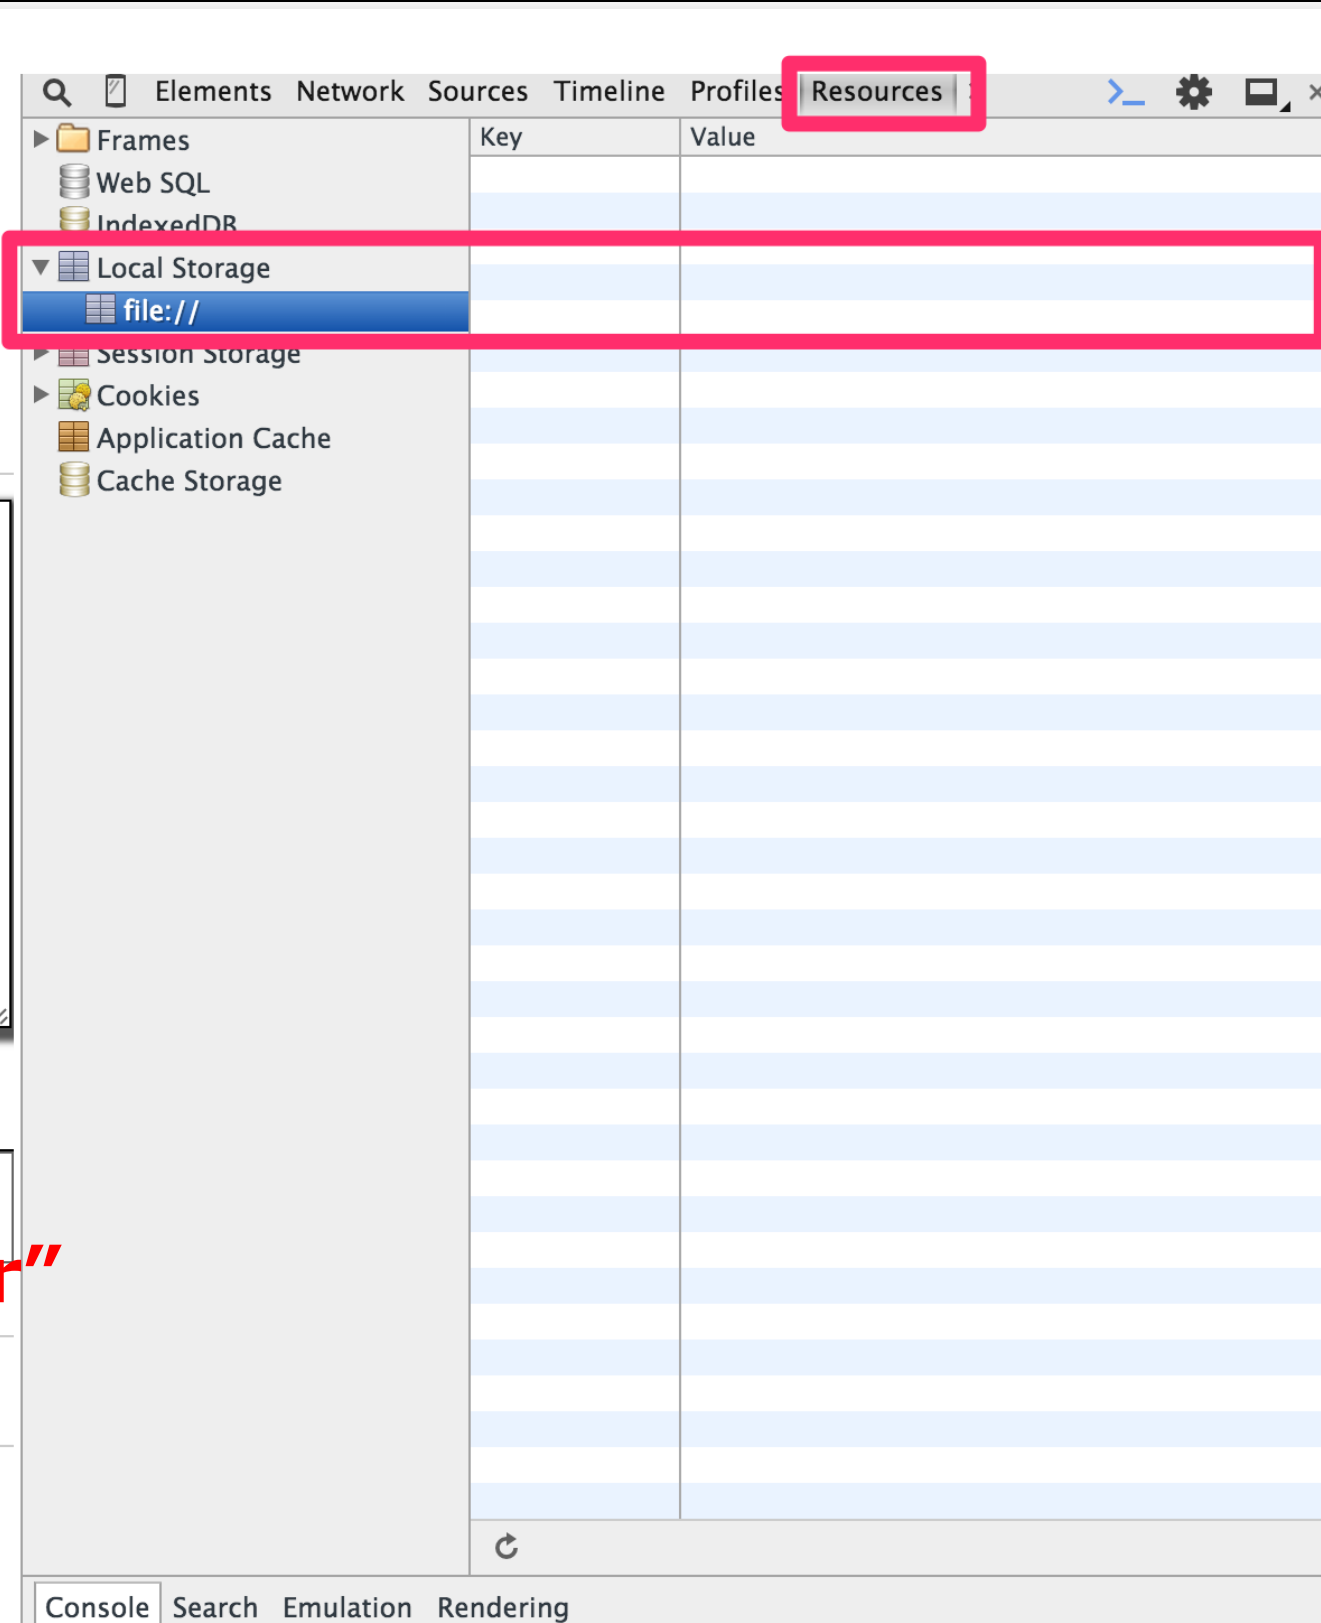 Elements Network Sources Timeline Profiles Resources
Key Value
Frames
Web SQL
IndexedDB
Local Storage
file://
Session Storage
Cookies
Application Cache
Cache Storage
r”
Console Search Emulation Rendering